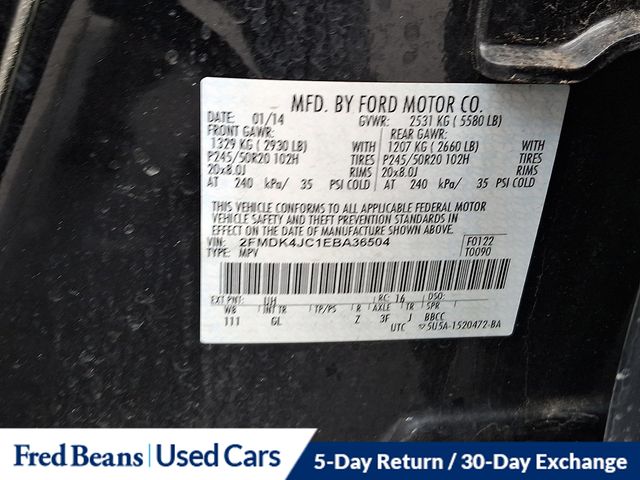 MFD. BY FORD MOTOR CO.
DATE: 01/14 GVWR: 2531 KG ( 5580 LB)
FRONT GAWR: REAR GAWR:
1329 KG ( 2930 LB) WITH 1207 KG ( 2660 LB) WITH
P245/50R20 102H TIRES P245/50R20 102H TIRES
20x8.0J RIMS 20x8.0J RIMS
AT 240 kPa/ 35 PSI COLD AT 240 kPa/ 35 PSI COLD
THIS VEHICLE CONFORMS TO ALL APPLICABLE FEDERAL MOTOR
VEHICLE SAFETY AND THEFT PREVENTION STANDARDS IN
EFFECT ON THE DATE OF MANUFACTURE SHOWN ABOVE.
VIN: 2FMDK4JC1EBA36504 F0122
TYPE: MPV T0090
EXT PNT: UH RC: 16 DSO:
WB INT TR TP/PS R AXLE TR SPR
111 GL Z 3F J BBCC
UTC 5U5A-1520472-BA
Fred Beans | Used Cars 5-Day Return / 30-Day Exchange